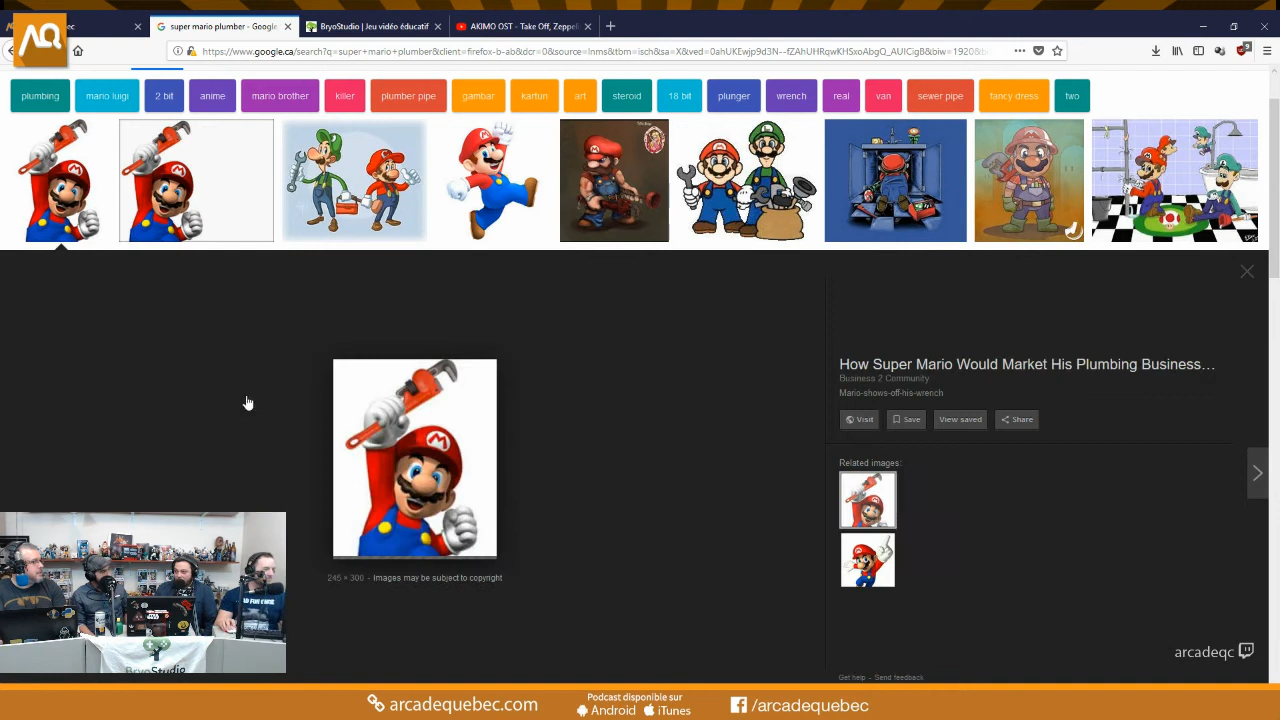 AQ
ec
super mario plumber - Google
BryoStudio | Jeu vidéo éducatif
AKIMO OST - Take Off, Zeppeli
https://www.google.ca/search?q=super+mario+plumber&client=firefox-b-ab&dcr=0&source=lnms&tbm=isch&sa=X&ved=0ahUKEwjp9d3N--fZAhUHRqwKHSxoAbgQ_AUICigB&biw=1920&b
plumbing
mario luigi
2 bit
anime
mario brother
killer
plumber pipe
gambar
kartun
art
steroid
18 bit
plunger
wrench
real
van
sewer pipe
fancy dress
two
How Super Mario Would Market His Plumbing Business…
Business 2 Community
Mario-shows-off-his-wrench
Visit
Save
View saved
Share
Related images:
245 × 300 - Images may be subject to copyright
BryoStudio
arcadeqc
Get help - Send feedback
arcadequebec.com
Podcast disponible sur
Android
iTunes
/arcadequebec